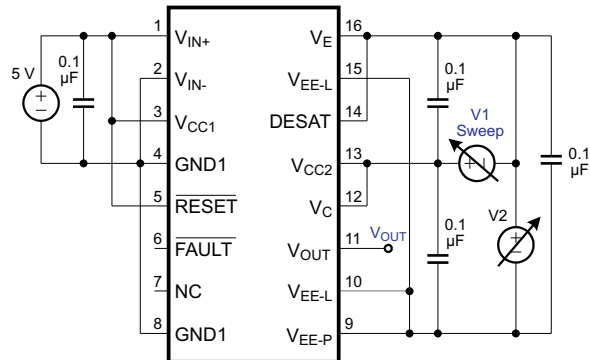 1 V_IN+ V_E 16
5 V 0.1 µF 2 V_IN- V_EE-L 15 0.1 µF
3 V_CC1 DESAT 14 V1 Sweep
4 GND1 V_CC2 13 +− 0.1 µF
5 RESET V_C 12
6 FAULT V_OUT 11 V_OUT 0.1 µF V2
7 NC V_EE-L 10
8 GND1 V_EE-P 9